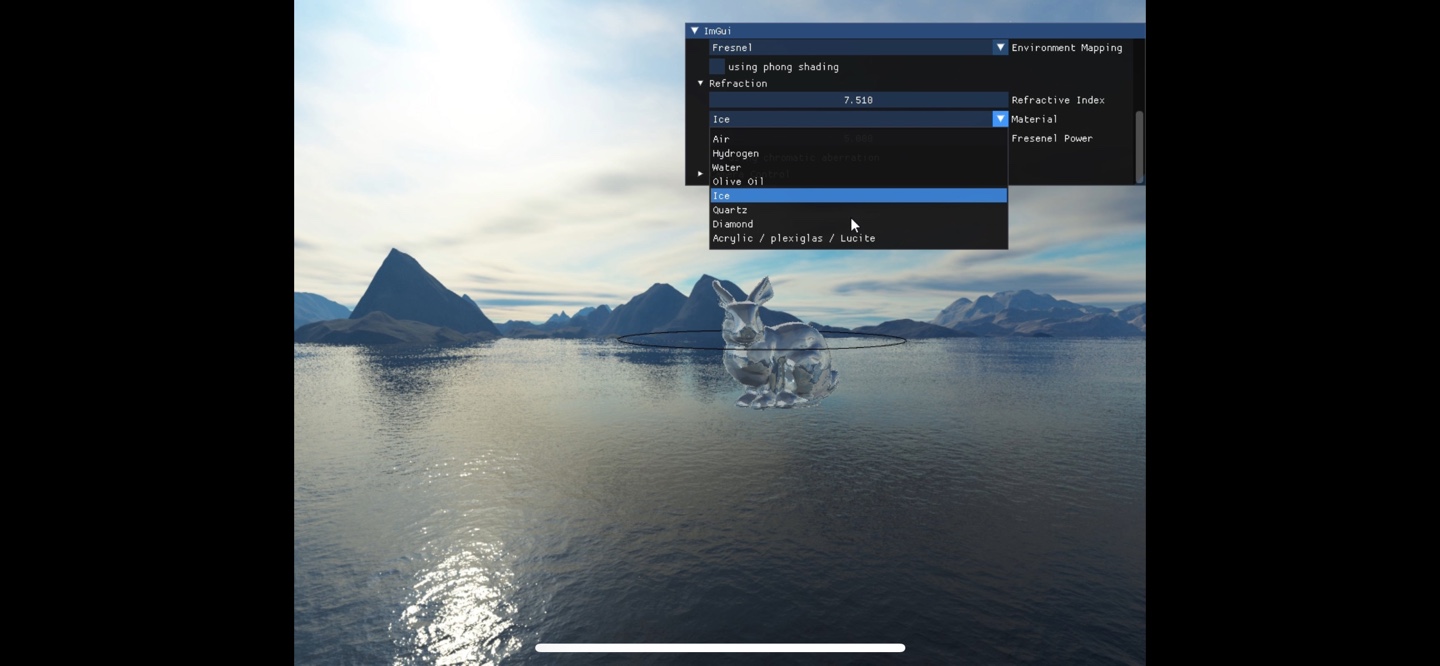 ImGui
Fresnel Environment Mapping
using phong shading
Refraction
7.510 Refractive Index
Ice Material
Air Fresenel Power
Hydrogen
Water
Olive Oil
Ice
Quartz
Diamond
Acrylic / plexiglas / Lucite